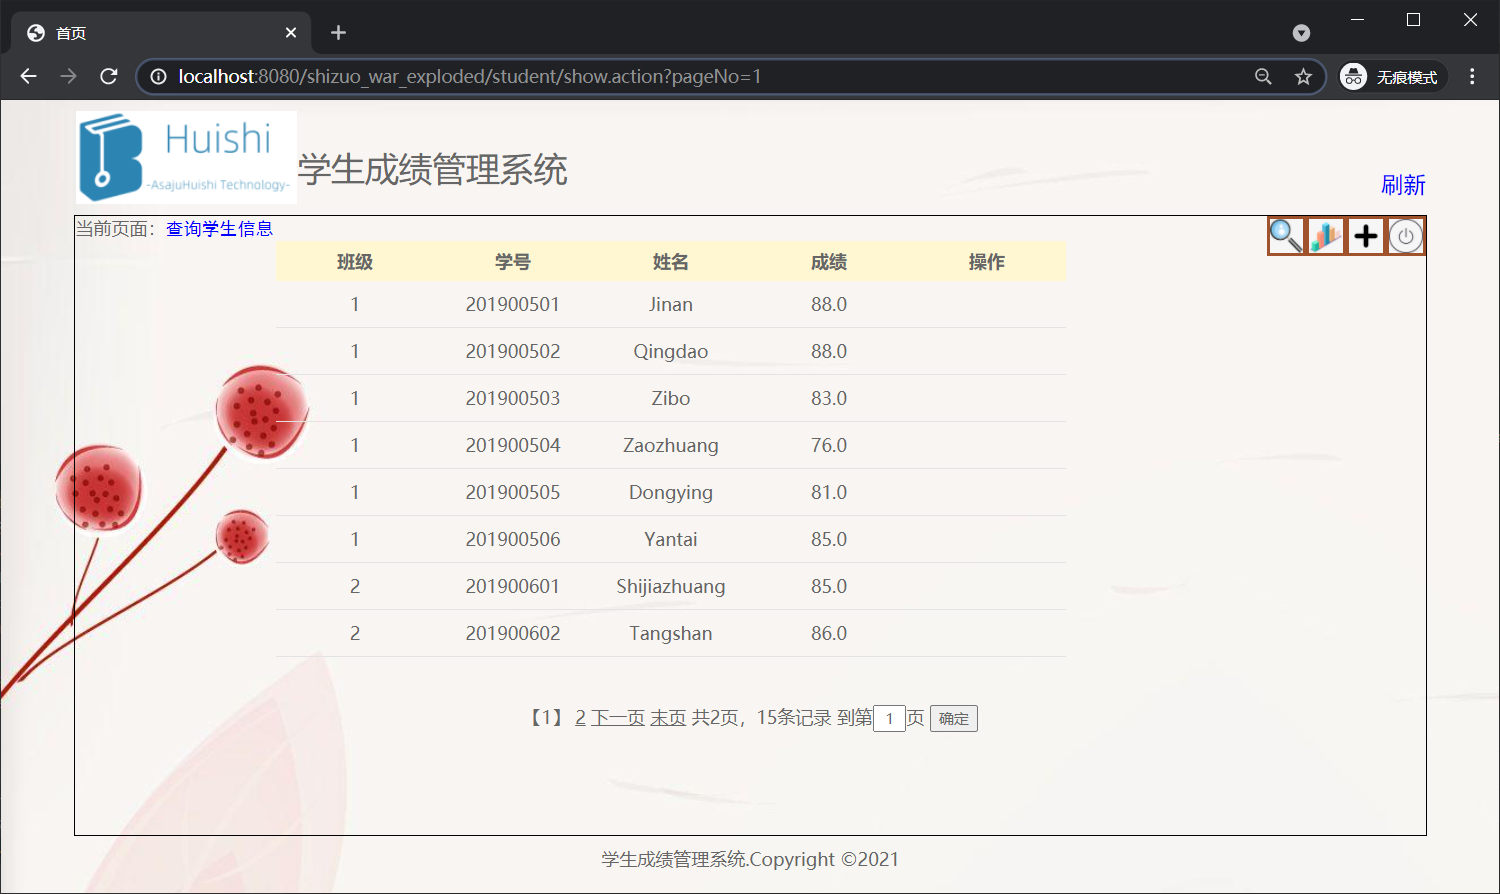 首页
localhost:8080/shizuo_war_exploded/student/show.action?pageNo=1
无痕模式
Huishi
-AsajuHuishi Technology-
学生成绩管理系统
刷新
当前页面：查询学生信息
班级 学号 姓名 成绩 操作
1 201900501 Jinan 88.0
1 201900502 Qingdao 88.0
1 201900503 Zibo 83.0
1 201900504 Zaozhuang 76.0
1 201900505 Dongying 81.0
1 201900506 Yantai 85.0
2 201900601 Shijiazhuang 85.0
2 201900602 Tangshan 86.0
【1】 2 下一页 末页 共2页，15条记录 到第 1 页 确定
学生成绩管理系统.Copyright ©2021